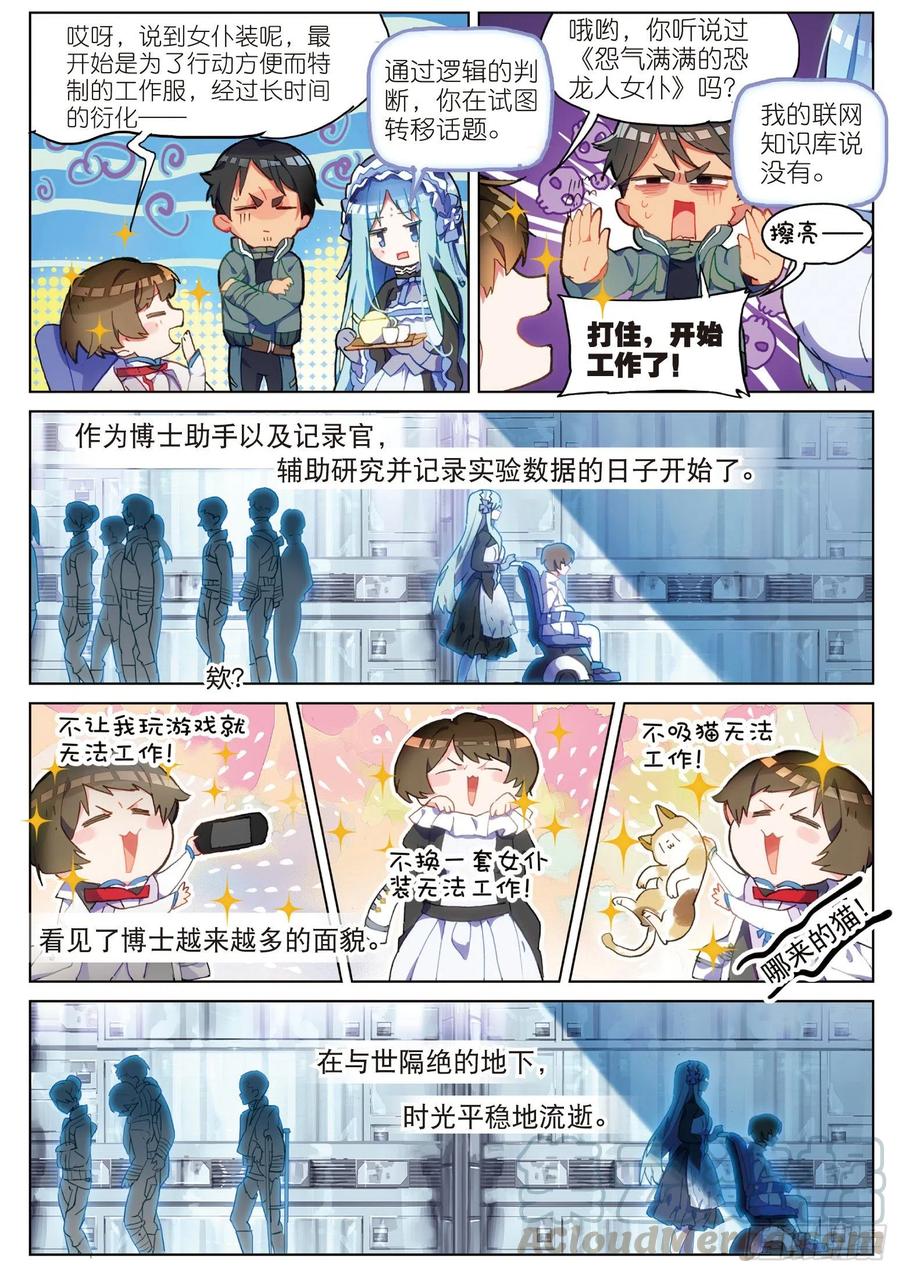 哎呀，说到女仆装呢，最
开始是为了行动方便而特
制的工作服，经过长时间
的衍化——
通过逻辑的判
断，你在试图
转移话题。
哦哟，你听说过
《怨气满满的恐
龙人女仆》吗？
我的联网
知识库说
没有。
擦亮——
打住，开始
工作了！
作为博士助手以及记录官，
辅助研究并记录实验数据的日子开始了。
欸？
不让我玩游戏就
无法工作！
不换一套女仆
装无法工作！
不吸猫无法
工作！
看见了博士越来越多的面貌。
哪来的猫！
在与世隔绝的地下，
时光平稳地流逝。